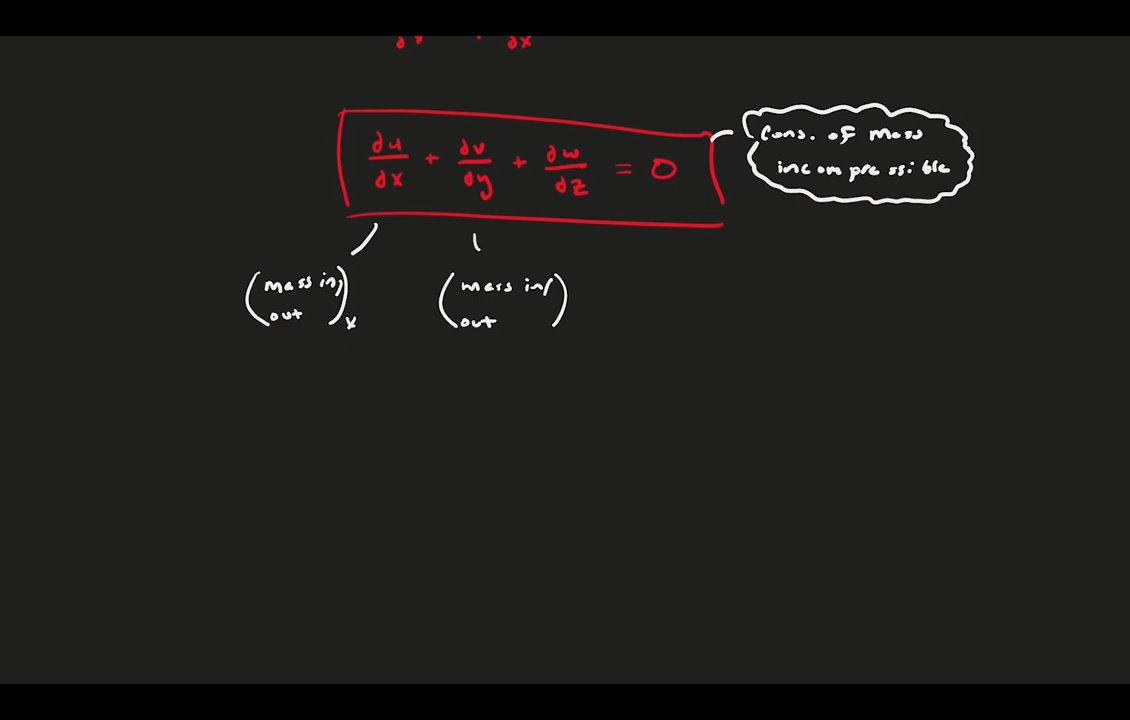 ∂x ∂x
∂u/∂x + ∂v/∂y + ∂w/∂z = 0
Cons. of mass
incompressible
(mass in/out)x
(mass in/out)